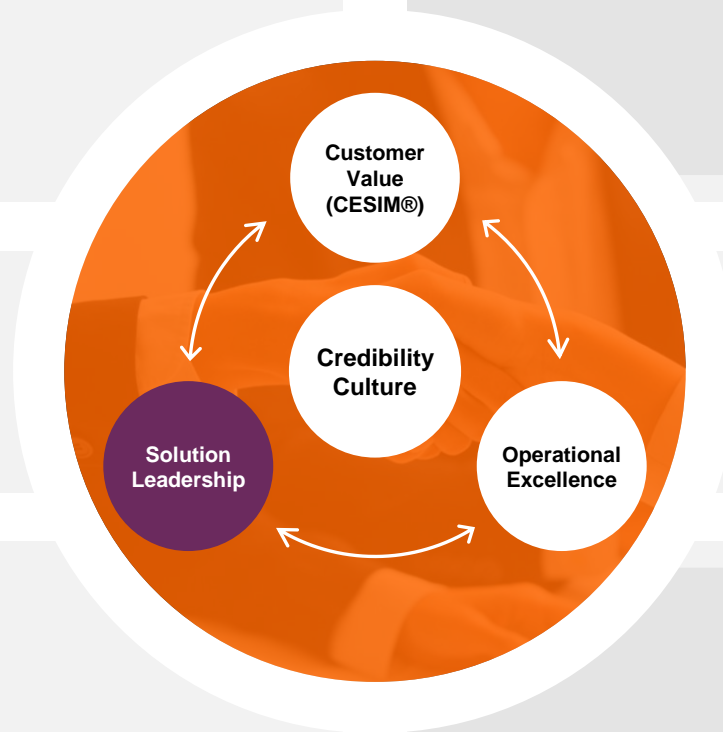 Customer
Value
(CESIM®)
Credibility
Culture
Solution
Leadership
Operational
Excellence